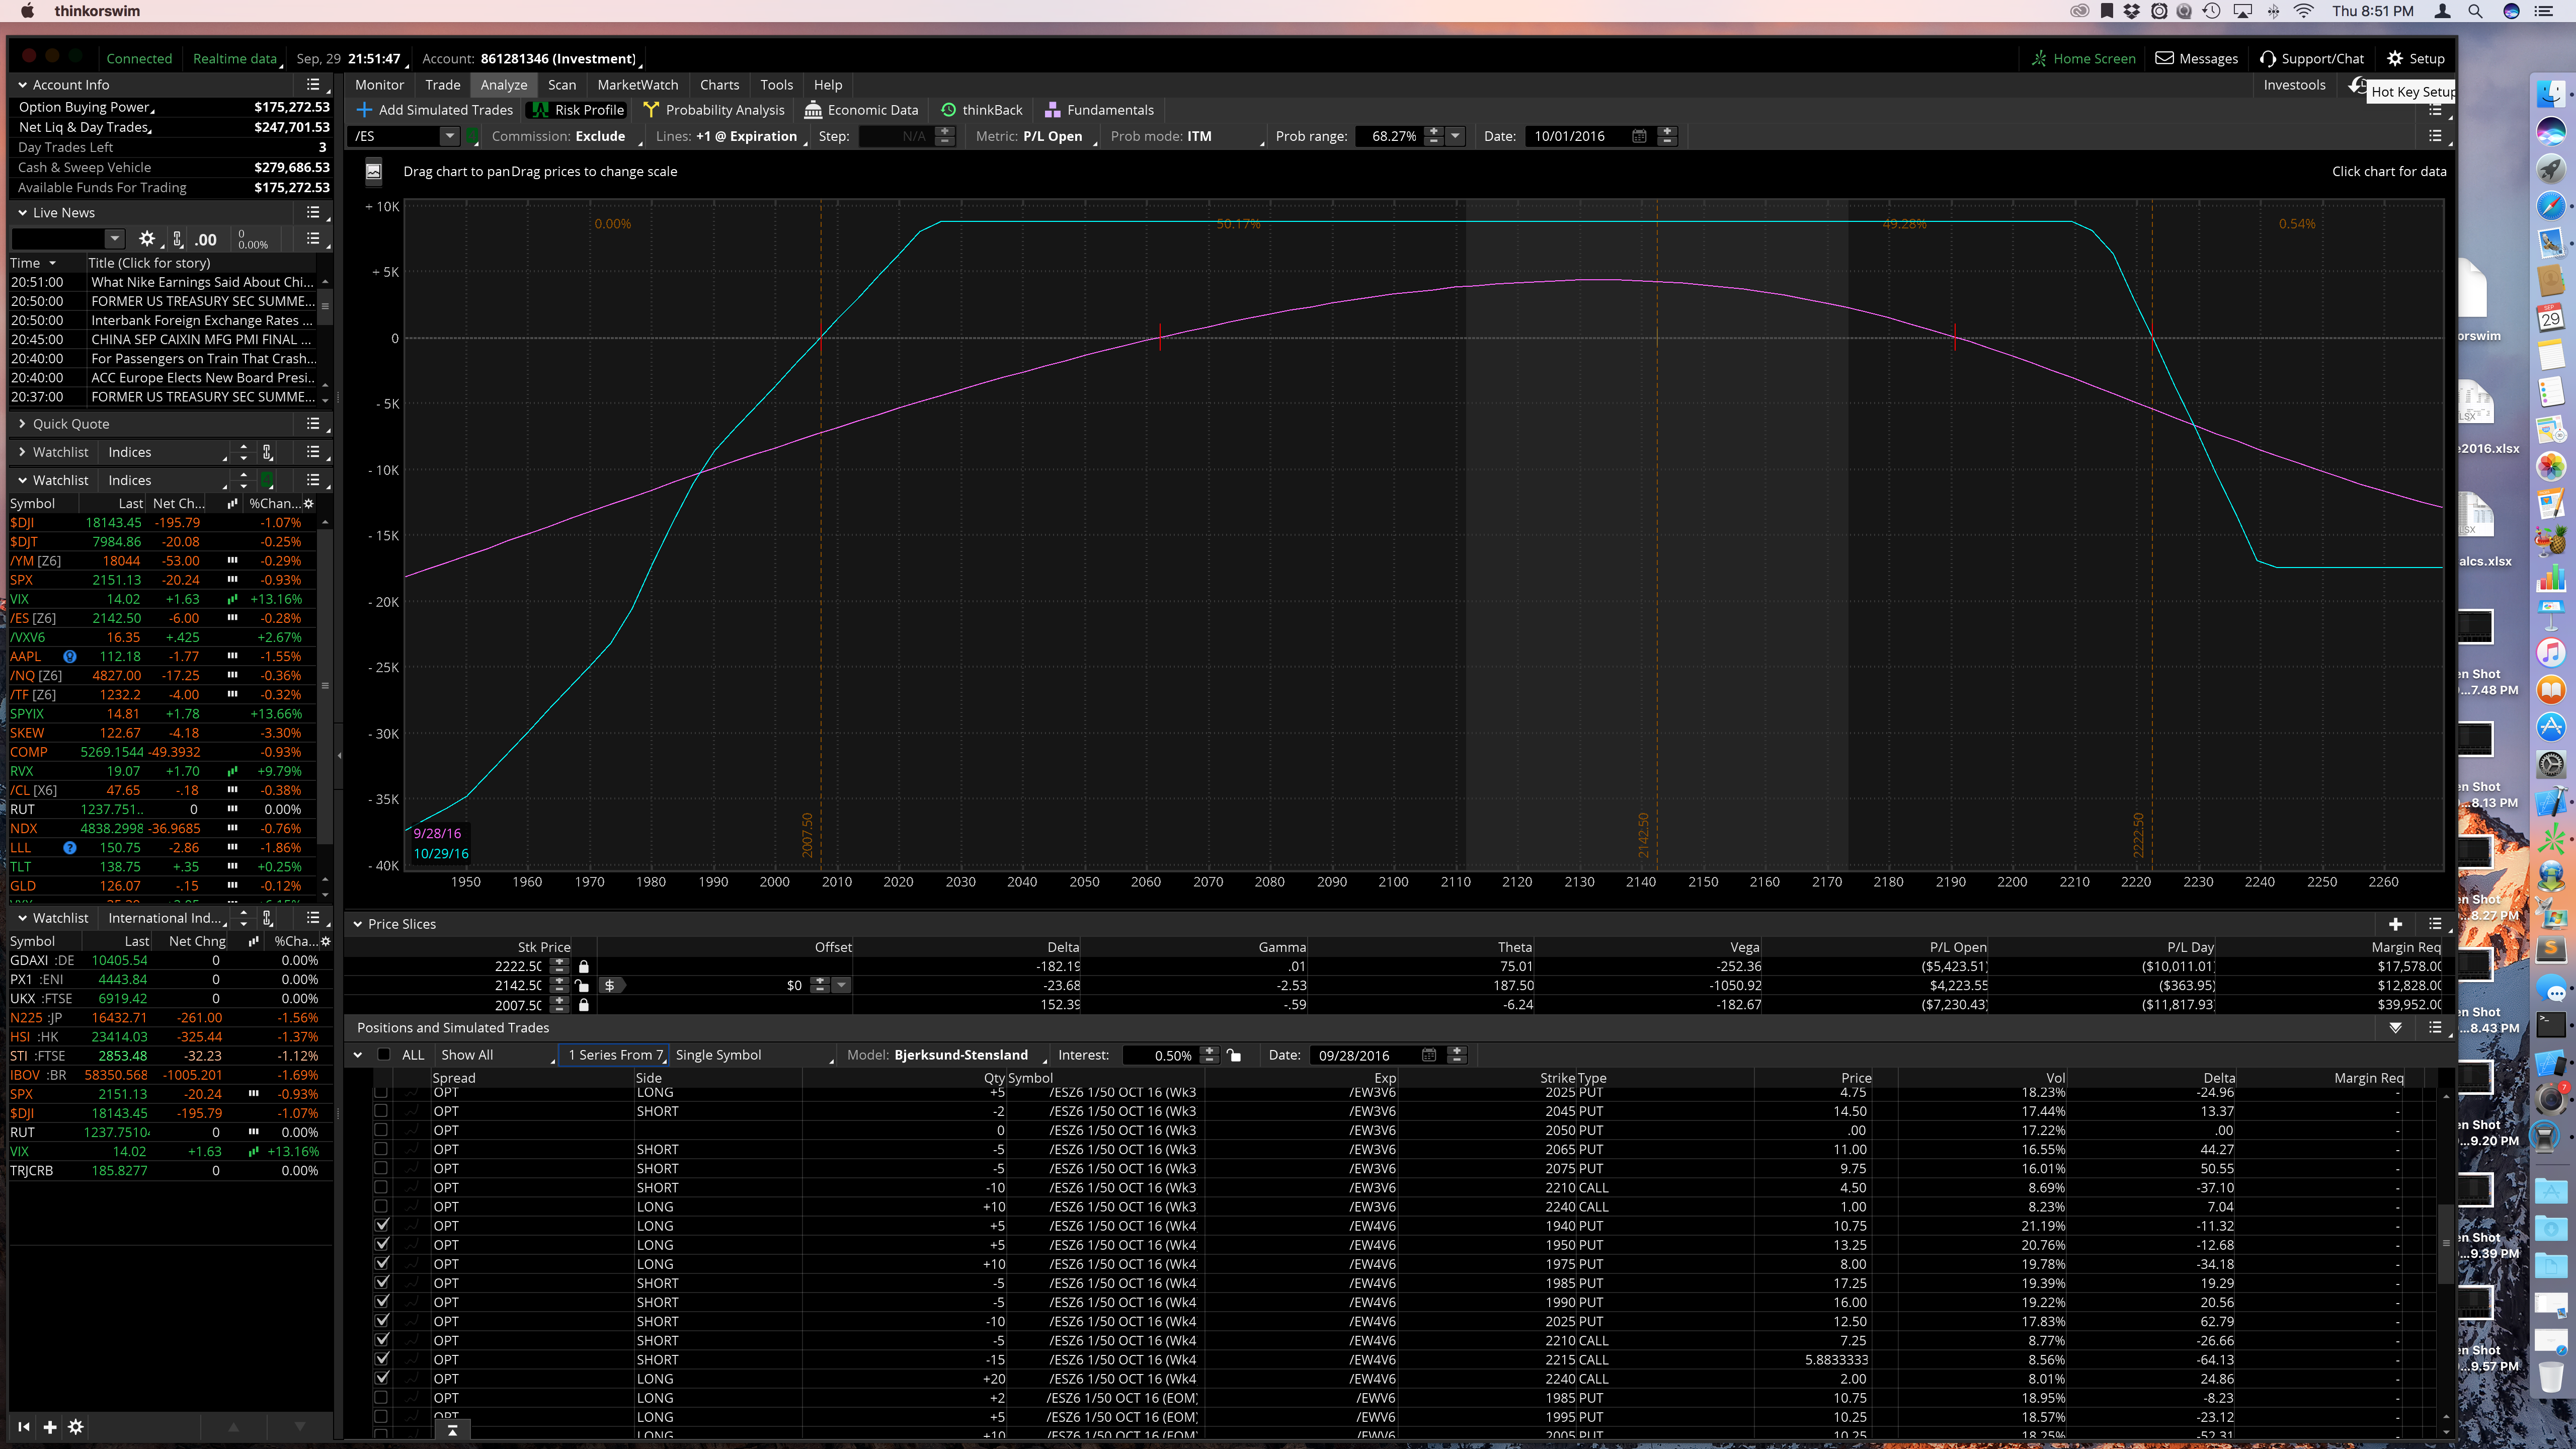 thinkorswim
Thu 8:51 PM
Connected Realtime data Sep, 29 21:51:47 Account: 861281346 (Investment)
Home Screen Messages Support/Chat Setup
Account Info
Option Buying Power $175,272.53
Net Liq & Day Trades $247,701.53
Day Trades Left 3
Cash & Sweep Vehicle $279,686.53
Available Funds For Trading $175,272.53
Live News
.00 0 0.00%
Time Title (Click for story)
20:51:00 What Nike Earnings Said About Chi...
20:50:00 FORMER US TREASURY SEC SUMME...
20:50:00 Interbank Foreign Exchange Rates ...
20:45:00 CHINA SEP CAIXIN MFG PMI FINAL ...
20:40:00 For Passengers on Train That Crash...
20:40:00 ACC Europe Elects New Board Presi...
20:37:00 FORMER US TREASURY SEC SUMME...
Quick Quote
Watchlist Indices
Watchlist Indices
Symbol Last Net Ch... %Chan...
$DJI 18143.45 -195.79 -1.07%
$DJT 7984.86 -20.08 -0.25%
/YM [Z6] 18044 -53.00 -0.29%
SPX 2151.13 -20.24 -0.93%
VIX 14.02 +1.63 +13.16%
/ES [Z6] 2142.50 -6.00 -0.28%
/VXV6 16.35 +.425 +2.67%
AAPL 112.18 -1.77 -1.55%
/NQ [Z6] 4827.00 -17.25 -0.36%
/TF [Z6] 1232.2 -4.00 -0.32%
SPYIX 14.81 +1.78 +13.66%
SKEW 122.67 -4.18 -3.30%
COMP 5269.1544 -49.3932 -0.93%
RVX 19.07 +1.70 +9.79%
/CL [X6] 47.65 -.18 -0.38%
RUT 1237.751.. 0 0.00%
NDX 4838.2998 -36.9685 -0.76%
LLL 150.75 -2.86 -1.86%
TLT 138.75 +.35 +0.25%
GLD 126.07 -.15 -0.12%
Watchlist International Ind...
Symbol Last Net Chng %Cha...
GDAXI :DE 10405.54 0 0.00%
PX1 :ENI 4443.84 0 0.00%
UKX :FTSE 6919.42 0 0.00%
N225 :JP 16432.71 -261.00 -1.56%
HSI :HK 23414.03 -325.44 -1.37%
STI :FTSE 2853.48 -32.23 -1.12%
IBOV :BR 58350.568 -1005.201 -1.69%
SPX 2151.13 -20.24 -0.93%
$DJI 18143.45 -195.79 -1.07%
RUT 1237.7510 0 0.00%
VIX 14.02 +1.63 +13.16%
TRJCRB 185.8277 0 0.00%
Monitor Trade Analyze Scan MarketWatch Charts Tools Help
Investools
Hot Key Setup
Add Simulated Trades Risk Profile Probability Analysis Economic Data thinkBack Fundamentals
/ES Commission: Exclude Lines: +1 @ Expiration Step: N/A Metric: P/L Open Prob mode: ITM Prob range: 68.27% Date: 10/01/2016
Drag chart to pan Drag prices to change scale
Click chart for data
+ 10K
+ 5K
0
- 5K
- 10K
- 15K
- 20K
- 25K
- 30K
- 35K
- 40K
0.00% 50.17% 49.28% 0.54%
2007.50 2142.50 2222.50
9/28/16
10/29/16
1950 1960 1970 1980 1990 2000 2010 2020 2030 2040 2050 2060 2070 2080 2090 2100 2110 2120 2130 2140 2150 2160 2170 2180 2190 2200 2210 2220 2230 2240 2250 2260
Price Slices
Stk Price Offset Delta Gamma Theta Vega P/L Open P/L Day Margin Req
2222.50 -182.19 .01 75.01 -252.36 ($5,423.51) ($10,011.01) $17,578.00
2142.50 $ $0 -23.68 -2.53 187.50 -1050.92 $4,223.55 ($363.95) $12,828.00
2007.50 152.39 -.59 -6.24 -182.67 ($7,230.43) ($11,817.93) $39,952.00
Positions and Simulated Trades
ALL Show All 1 Series From 7 Single Symbol Model: Bjerksund-Stensland Interest: 0.50% Date: 09/28/2016
Spread Side Qty Symbol Exp Strike Type Price Vol Delta Margin Req
OPT LONG +5 /ESZ6 1/50 OCT 16 (Wk3 /EW3V6 2025 PUT 4.75 18.23% -24.96 -
OPT SHORT -2 /ESZ6 1/50 OCT 16 (Wk3 /EW3V6 2045 PUT 14.50 17.44% 13.37 -
OPT 0 /ESZ6 1/50 OCT 16 (Wk3 /EW3V6 2050 PUT .00 17.22% .00 -
OPT SHORT -5 /ESZ6 1/50 OCT 16 (Wk3 /EW3V6 2065 PUT 11.00 16.55% 44.27 -
OPT SHORT -5 /ESZ6 1/50 OCT 16 (Wk3 /EW3V6 2075 PUT 9.75 16.01% 50.55 -
OPT SHORT -10 /ESZ6 1/50 OCT 16 (Wk3 /EW3V6 2210 CALL 4.50 8.69% -37.10 -
OPT LONG +10 /ESZ6 1/50 OCT 16 (Wk3 /EW3V6 2240 CALL 1.00 8.23% 7.04 -
OPT LONG +5 /ESZ6 1/50 OCT 16 (Wk4 /EW4V6 1940 PUT 10.75 21.19% -11.32 -
OPT LONG +5 /ESZ6 1/50 OCT 16 (Wk4 /EW4V6 1950 PUT 13.25 20.76% -12.68 -
OPT LONG +10 /ESZ6 1/50 OCT 16 (Wk4 /EW4V6 1975 PUT 8.00 19.78% -34.18 -
OPT SHORT -5 /ESZ6 1/50 OCT 16 (Wk4 /EW4V6 1985 PUT 17.25 19.39% 19.29 -
OPT SHORT -5 /ESZ6 1/50 OCT 16 (Wk4 /EW4V6 1990 PUT 16.00 19.22% 20.56 -
OPT SHORT -10 /ESZ6 1/50 OCT 16 (Wk4 /EW4V6 2025 PUT 12.50 17.83% 62.79 -
OPT SHORT -5 /ESZ6 1/50 OCT 16 (Wk4 /EW4V6 2210 CALL 7.25 8.77% -26.66 -
OPT SHORT -15 /ESZ6 1/50 OCT 16 (Wk4 /EW4V6 2215 CALL 5.8833333 8.56% -64.13 -
OPT LONG +20 /ESZ6 1/50 OCT 16 (Wk4 /EW4V6 2240 CALL 2.00 8.01% 24.86 -
OPT LONG +2 /ESZ6 1/50 OCT 16 (EOM) /EWV6 1985 PUT 10.75 18.95% -8.23 -
OPT LONG +5 /ESZ6 1/50 OCT 16 (EOM) /EWV6 1995 PUT 10.25 18.57% -23.12 -
LONG +10 /ESZ6 1/50 OCT 16 (EOM) /EWV6 2005 PUT 10.25 18.25% -52.31
orswim
e2016.xlsx
alcs.xlsx
en Shot
...7.48 PM
en Shot
...8.13 PM
en Shot
...8.27 PM
en Shot
...8.43 PM
en Shot
...9.20 PM
en Shot
...9.39 PM
en Shot
...9.57 PM
SEP
29
7